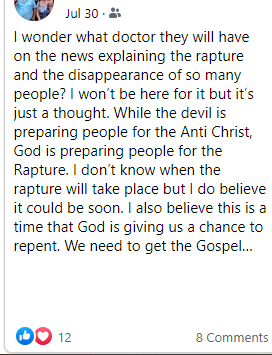 Jul 30 ·
I wonder what doctor they will have
on the news explaining the rapture
and the disappearance of so many
people? I won't be here for it but it's
just a thought. While the devil is
preparing people for the Anti Christ,
God is preparing people for the
Rapture. I don't know when the
rapture will take place but I do believe
it could be soon. I also believe this is a
time that God is giving us a chance to
repent. We need to get the Gospel...
12
8 Comments